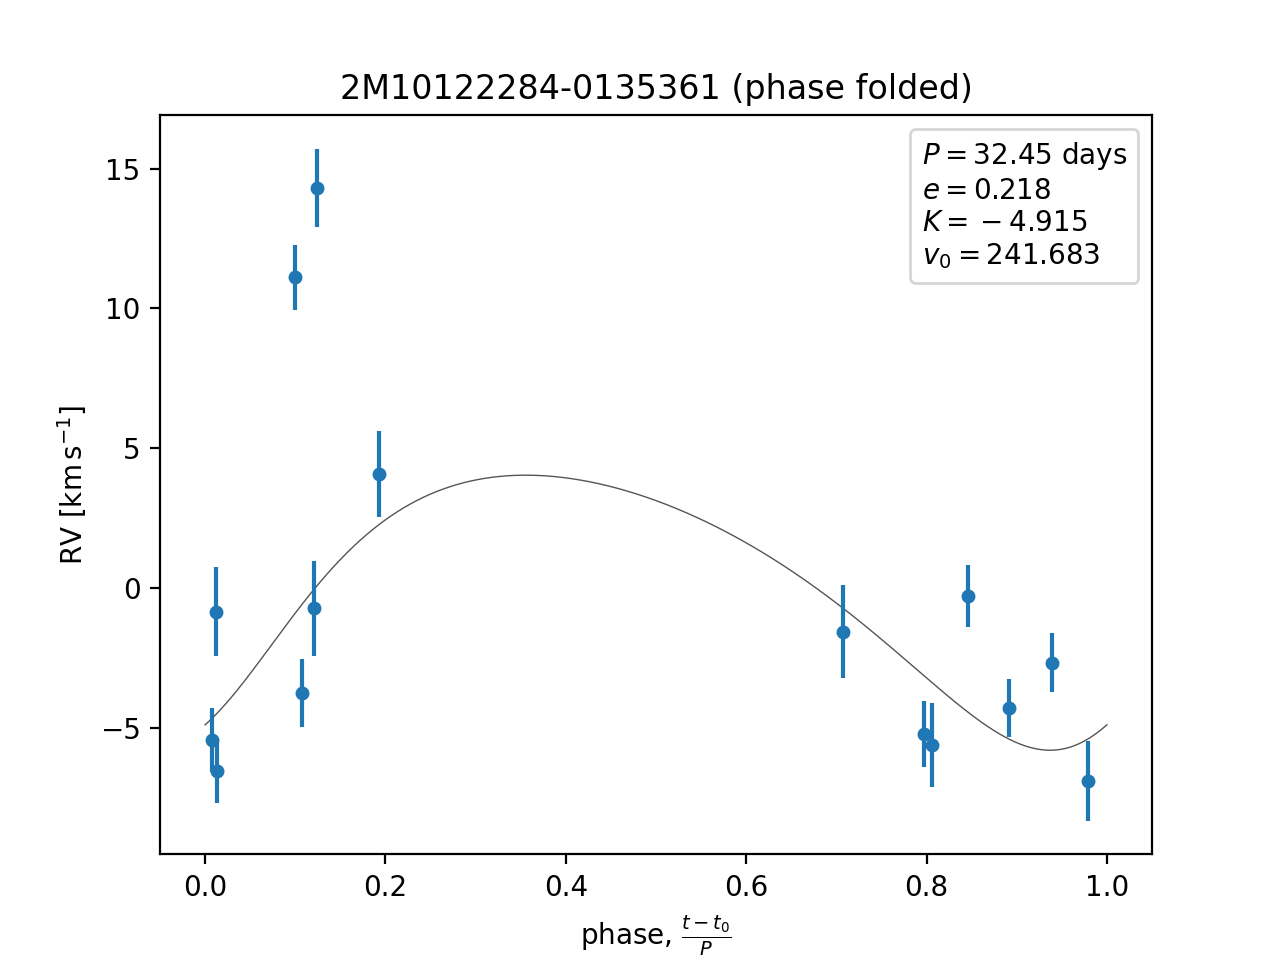 2M10122284-0135361 (phase folded)
P = 32.45 days
e = 0.218
K = −4.915
v₀ = 241.683
RV [km s⁻¹]
15
10
5
0
−5
0.0 0.2 0.4 0.6 0.8 1.0
phase, (t − t₀)/P